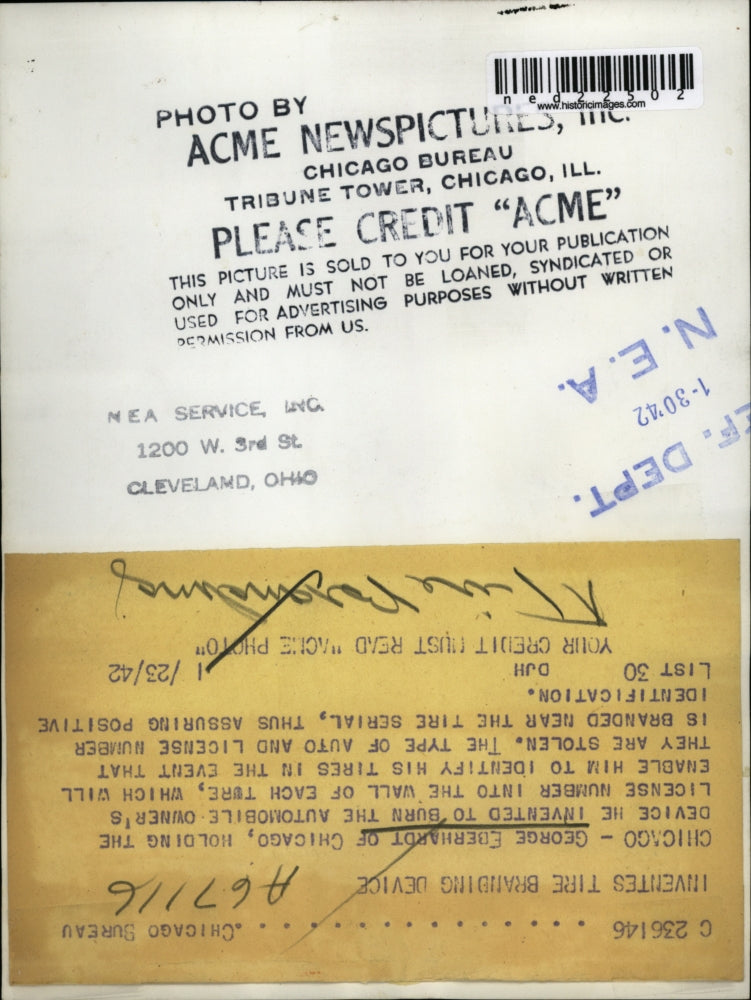 ned22502
www.historicimages.com
PHOTO BY
ACME NEWSPICTURES, INC.
CHICAGO BUREAU
TRIBUNE TOWER, CHICAGO, ILL.
PLEASE CREDIT “ACME”
THIS PICTURE IS SOLD TO YOU FOR YOUR PUBLICATION
ONLY AND MUST NOT BE LOANED, SYNDICATED OR
USED FOR ADVERTISING PURPOSES WITHOUT WRITTEN
PERMISSION FROM US.
N. E. A.
1-30'42
EF. DEPT.
NEA SERVICE, INC.
1200 W. 3rd St.
CLEVELAND, OHIO
C 236146 . . . . . . . . . . . . . . . .CHICAGO BUREAU
INVENTES TIRE BRANDING DEVICE
A67116
CHICAGO - GEORGE EBERHARDT OF CHICAGO, HOLDING THE
DEVICE HE INVENTED TO BURN THE AUTOMOBILE OWNER'S
LICENSE NUMBER INTO THE WALL OF EACH TIRE, WHICH WILL
ENABLE HIM TO IDENTIFY HIS TIRES IN THE EVENT THAT
THEY ARE STOLEN. THE TYPE OF AUTO AND LICENSE NUMBER
IS BRANDED NEAR THE TIRE SERIAL, THUS ASSURING POSITIVE
IDENTIFICATION.
LIST 30 DJH 1/23/42
YOUR CREDIT MUST READ "ACME PHOTO"
Tire Branding